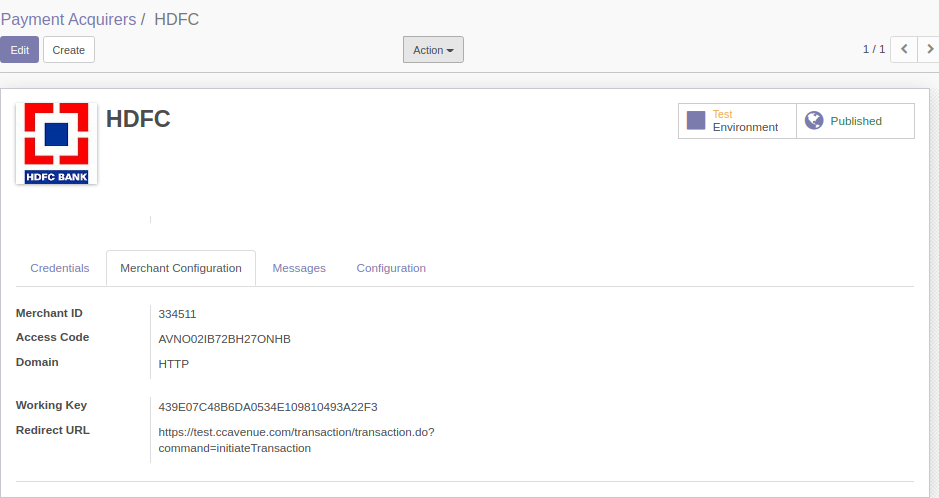 Payment Acquirers / HDFC
Edit Create Action 1 / 1
HDFC BANK
HDFC
Test
Environment
Published
Credentials Merchant Configuration Messages Configuration
Merchant ID 334511
Access Code AVNO02IB72BH27ONHB
Domain HTTP
Working Key 439E07C48B6DA0534E109810493A22F3
Redirect URL https://test.ccavenue.com/transaction/transaction.do?
command=initiateTransaction